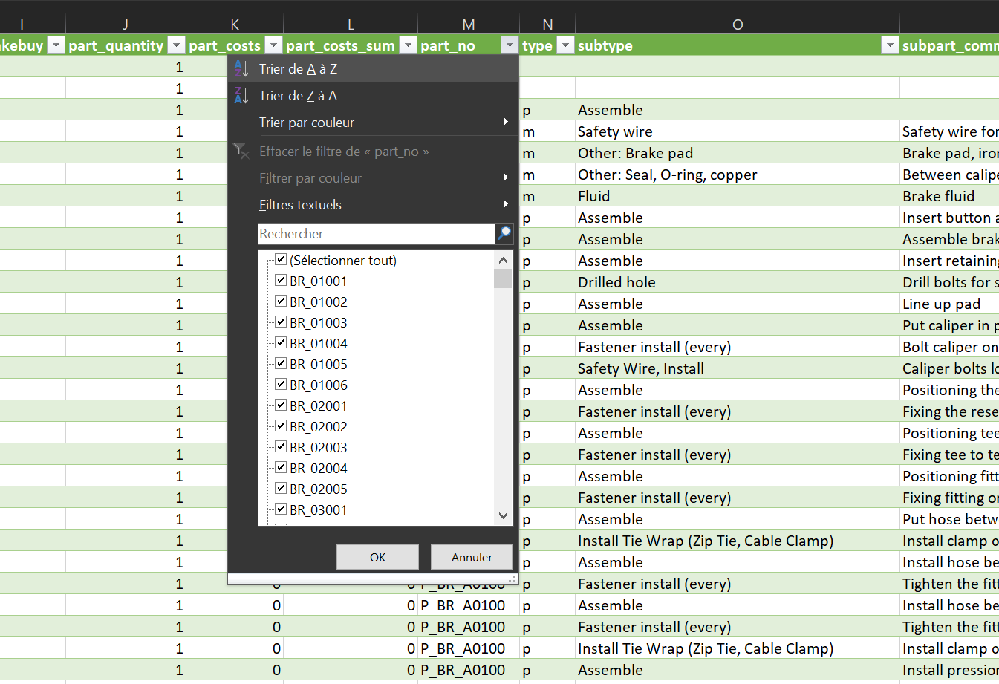 I J K L M N O
kebuy part_quantity part_costs part_costs_sum part_no type subtype subpart_comm
1 Trier de A à Z
1 Trier de Z à A
1 p Assemble
Trier par couleur
1 m Safety wire Safety wire for
1 Effacer le filtre de « part_no » m Other: Brake pad Brake pad, iron
1 Filtrer par couleur m Other: Seal, O-ring, copper Between calipe
1 Filtres textuels m Fluid Brake fluid
1 p Assemble Insert button a
1 Rechercher p Assemble Assemble brak
1 (Sélectionner tout) p Assemble Insert retaining
1 BR_01001 p Drilled hole Drill bolts for s
1 BR_01002 p Assemble Line up pad
1 BR_01003 p Assemble Put caliper in p
1 BR_01004 p Fastener install (every) Bolt caliper on
1 BR_01005 p Safety Wire, Install Caliper bolts lo
1 BR_01006 p Assemble Positioning the
1 BR_02001 p Fastener install (every) Fixing the rese
1 BR_02002 p Assemble Positioning tee
1 BR_02003 p Fastener install (every) Fixing tee to te
1 BR_02004 p Assemble Positioning fitt
1 BR_02005 p Fastener install (every) Fixing fitting o
1 BR_03001 p Assemble Put hose betw
1 p Install Tie Wrap (Zip Tie, Cable Clamp) Install clamp o
1 OK Annuler p Assemble Install hose be
1 0 0 P_BR_A0100 p Fastener install (every) Tighten the fitt
1 0 0 P_BR_A0100 p Assemble Install hose be
1 0 0 P_BR_A0100 p Fastener install (every) Tighten the fitt
1 0 0 P_BR_A0100 p Install Tie Wrap (Zip Tie, Cable Clamp) Install clamp o
1 0 0 P_BR_A0100 p Assemble Install pression